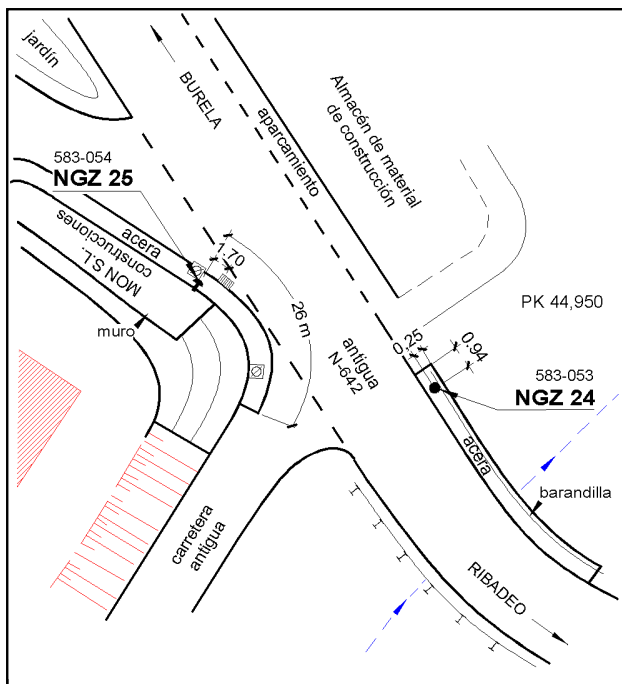 jardín
BURELA
aparcamiento
Almacén de material
de construcción
583-054
NGZ 25
acera
construcciones
MON S.L.
muro
1.70
26 m
PK 44,950
antigua
N-642
0.25
0.94
583-053
NGZ 24
acera
barandilla
carretera
antigua
RIBADEO